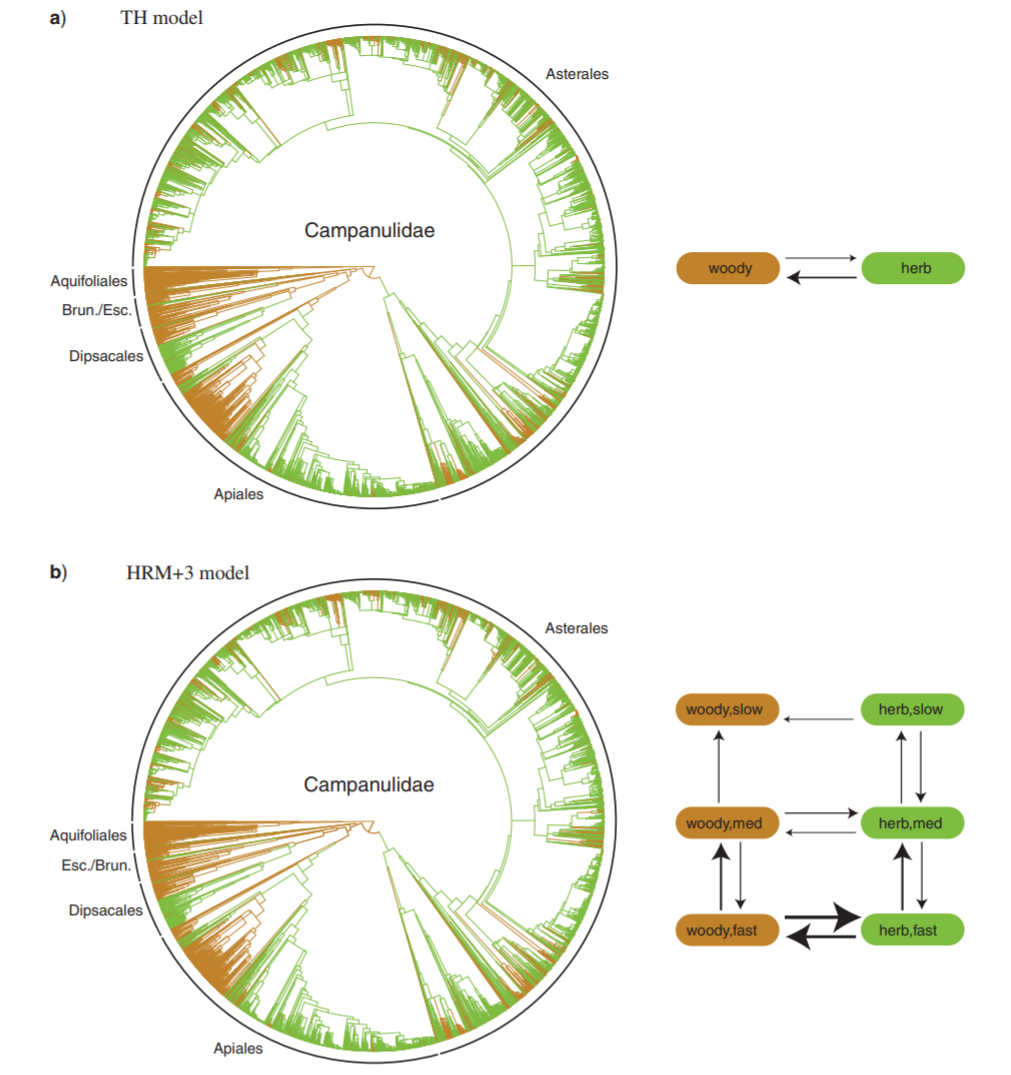 a) TH model
Asterales
Campanulidae
woody herb
Aquifoliales
Brun./Esc.
Dipsacales
Apiales
b) HRM+3 model
Asterales
woody,slow herb,slow
Campanulidae
woody,med herb,med
Aquifoliales
Esc./Brun.
Dipsacales
woody,fast herb,fast
Apiales